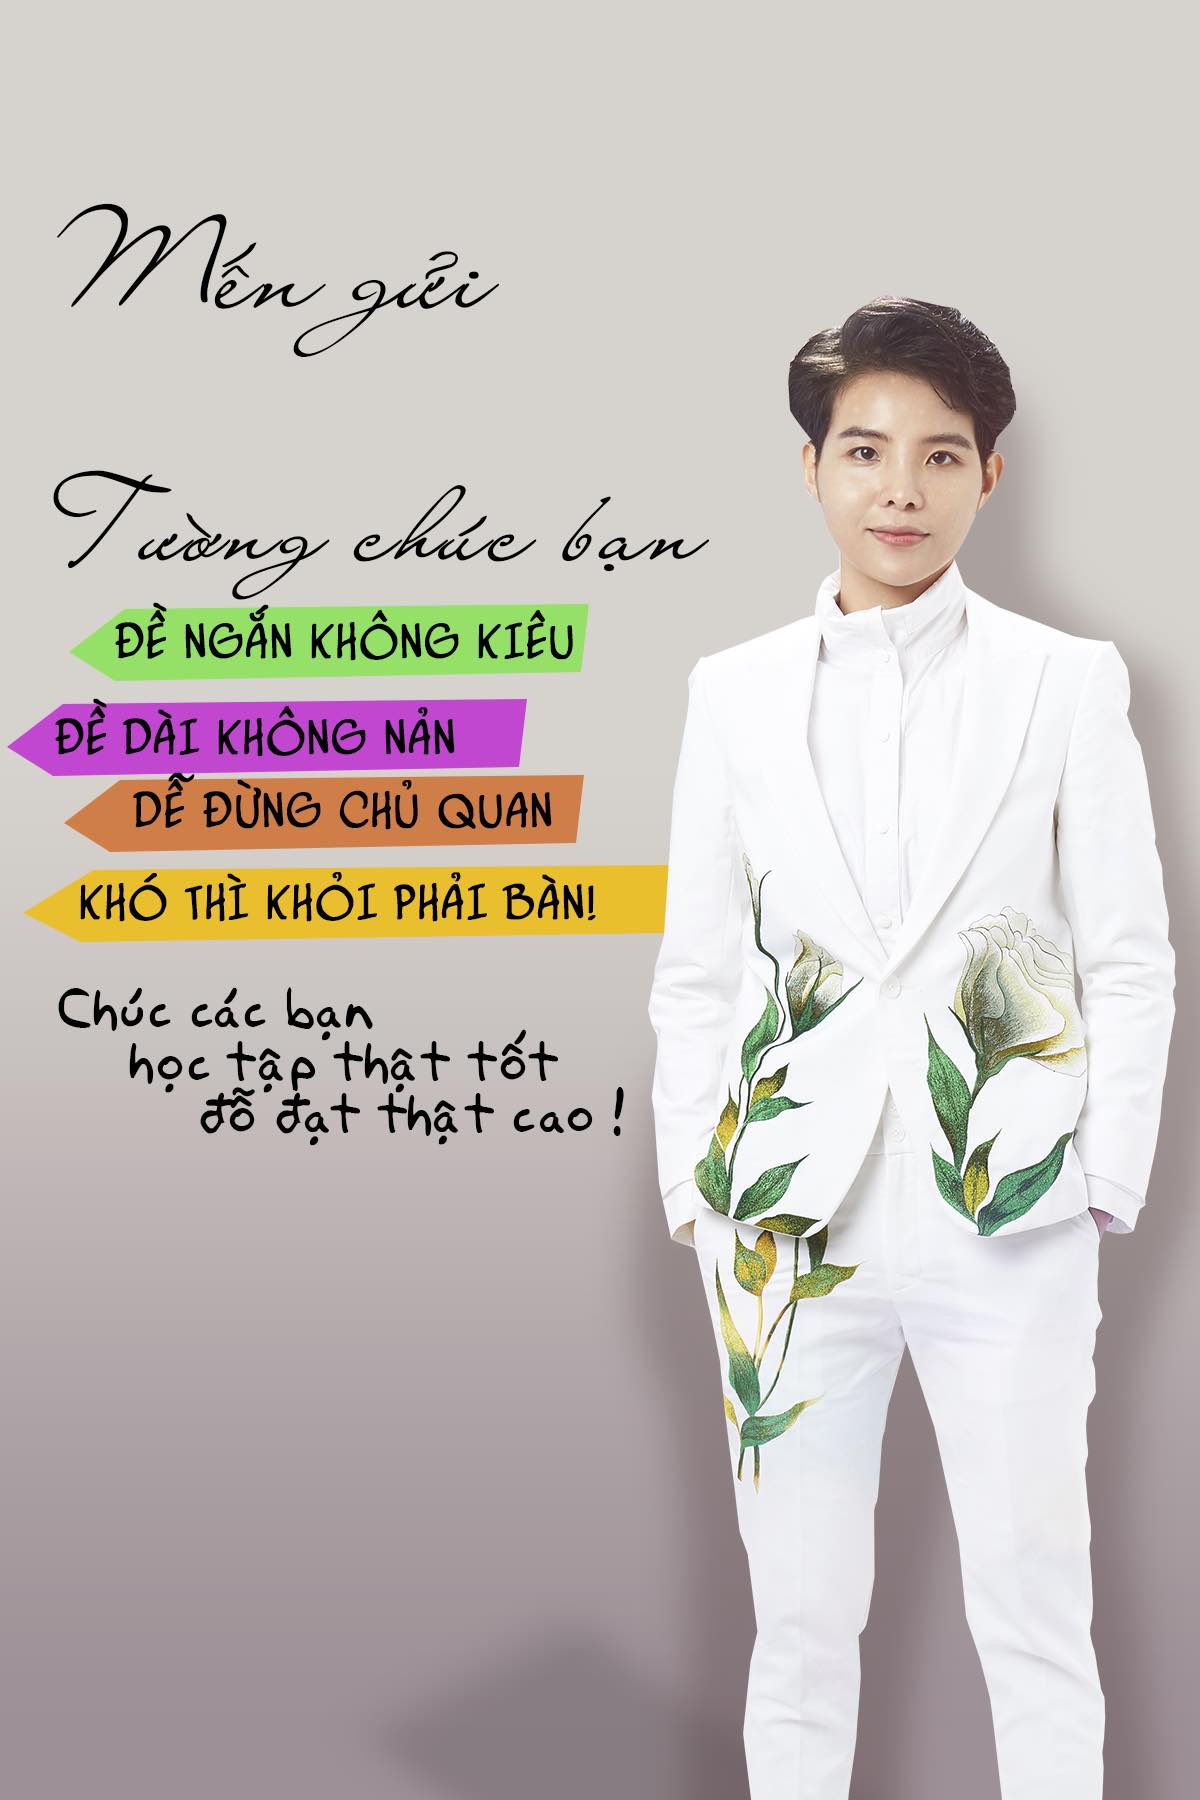 Mến gửi
Tường chúc bạn
ĐỀ NGẮN KHÔNG KIÊU
ĐỀ DÀI KHÔNG NẢN
DỄ ĐỪNG CHỦ QUAN
KHÓ THÌ KHỎI PHẢI BÀN!
Chúc các bạn
học tập thật tốt
đỗ đạt thật cao !